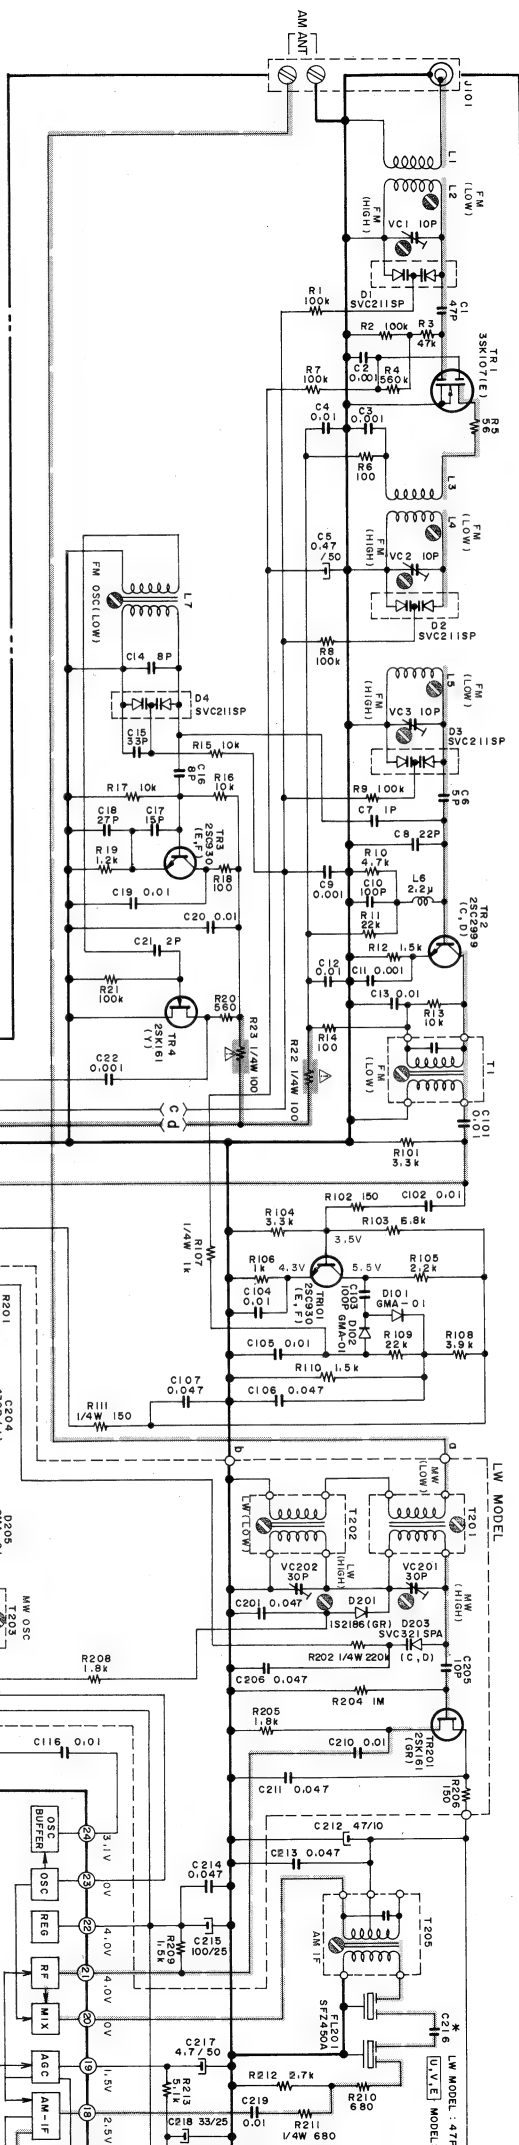 AM ANT
J101
L1
L2
FM
(LOW)
FM
(HIGH)
VC1 10P
D1
SVC211SP
R1
100k
C1
47P
R2 100k
R3
47k
TR1
3SK107(E)
C2
0.001
R4
560k
R7
100k
R5
56
C4
0.01
C3
0.001
R6
100
L3
L4
FM
(LOW)
FM
(HIGH)
C5
0.47
/50
VC2 10P
D2
SVC211SP
R8
100k
L7
FM OSC(LOW)
C14 8P
L5
FM
(LOW)
FM
(HIGH)
VC3 10P
D4
SVC211SP
D3
SVC211SP
C15
33P
R15 10k
C16
8P
R9 100k
C6
5P
R17 10k
R16
10k
C7 1P
C18
27P
C17
15P
TR3
2SC930
(E,F)
C8 22P
R19
1.2k
R18
100
R10
4.7k
C9
0.001
C10
100P
L6
2.2μ
C19 0.01
R11
22k
TR2
2SC2999
(C,D)
C20 0.01
R12 1.5k
C21 2P
C12
0.01
C11 0.001
R21
100k
R20
560
C13 0.01
R13
10k
TR4
2SK161
(Y)
R23 1/4W 100
R14
100
R22 1/4W 100
T1
FM
(LOW)
C22
0.001
c
d
C101
0.01
R101
3.3k
R102 150
C102 0.01
R104
3.3k
R103 6.8k
3.5V
R107
1/4W 1k
R106
1k
4.3V
5.5V
R105
2.2k
C104
0.01
TR101
2SC930
(E,F)
C103
100P
D101
GMA-01
D102
GMA-01
R109
22k
R108
3.9k
C105 0.01
R110 1.5k
C107
0.047
C106 0.047
R111
1/4W 150
R201
C204
b
a
LW MODEL
MW
(LOW)
LW(LOW)
T202
T201
LW
(HIGH)
VC202
30P
VC201
30P
MW
(HIGH)
C201 0.047
D201
1S2186(GR)
D203
SVC321SPA
(C,D)
D205
MW OSC
T203
R202 1/4W 220k
R208
1.8k
C206 0.047
C205
10P
R204 1M
R205
1.8k
TR201
2SK161
(GR)
C116 0.01
C210 0.01
C211 0.047
R206
150
OSC
BUFFER
24
3.1V
C212 47/10
C213 0.047
OSC
23
0V
C214
0.047
REG
22
4.0V
R209
1.5k
C215
100/25
T205
AM IF
RF
21
4.0V
MIX
20
0V
FL201
SFZ450A
*
C216
LW MODEL : 47P
U,V,E MODEL
AGC
19
1.5V
C217
4.7/50
R213
5.1k
R212 2.7k
R210
680
AM-IF
18
2.5V
C219
0.01
R211
1/4W 680
C218 33/25